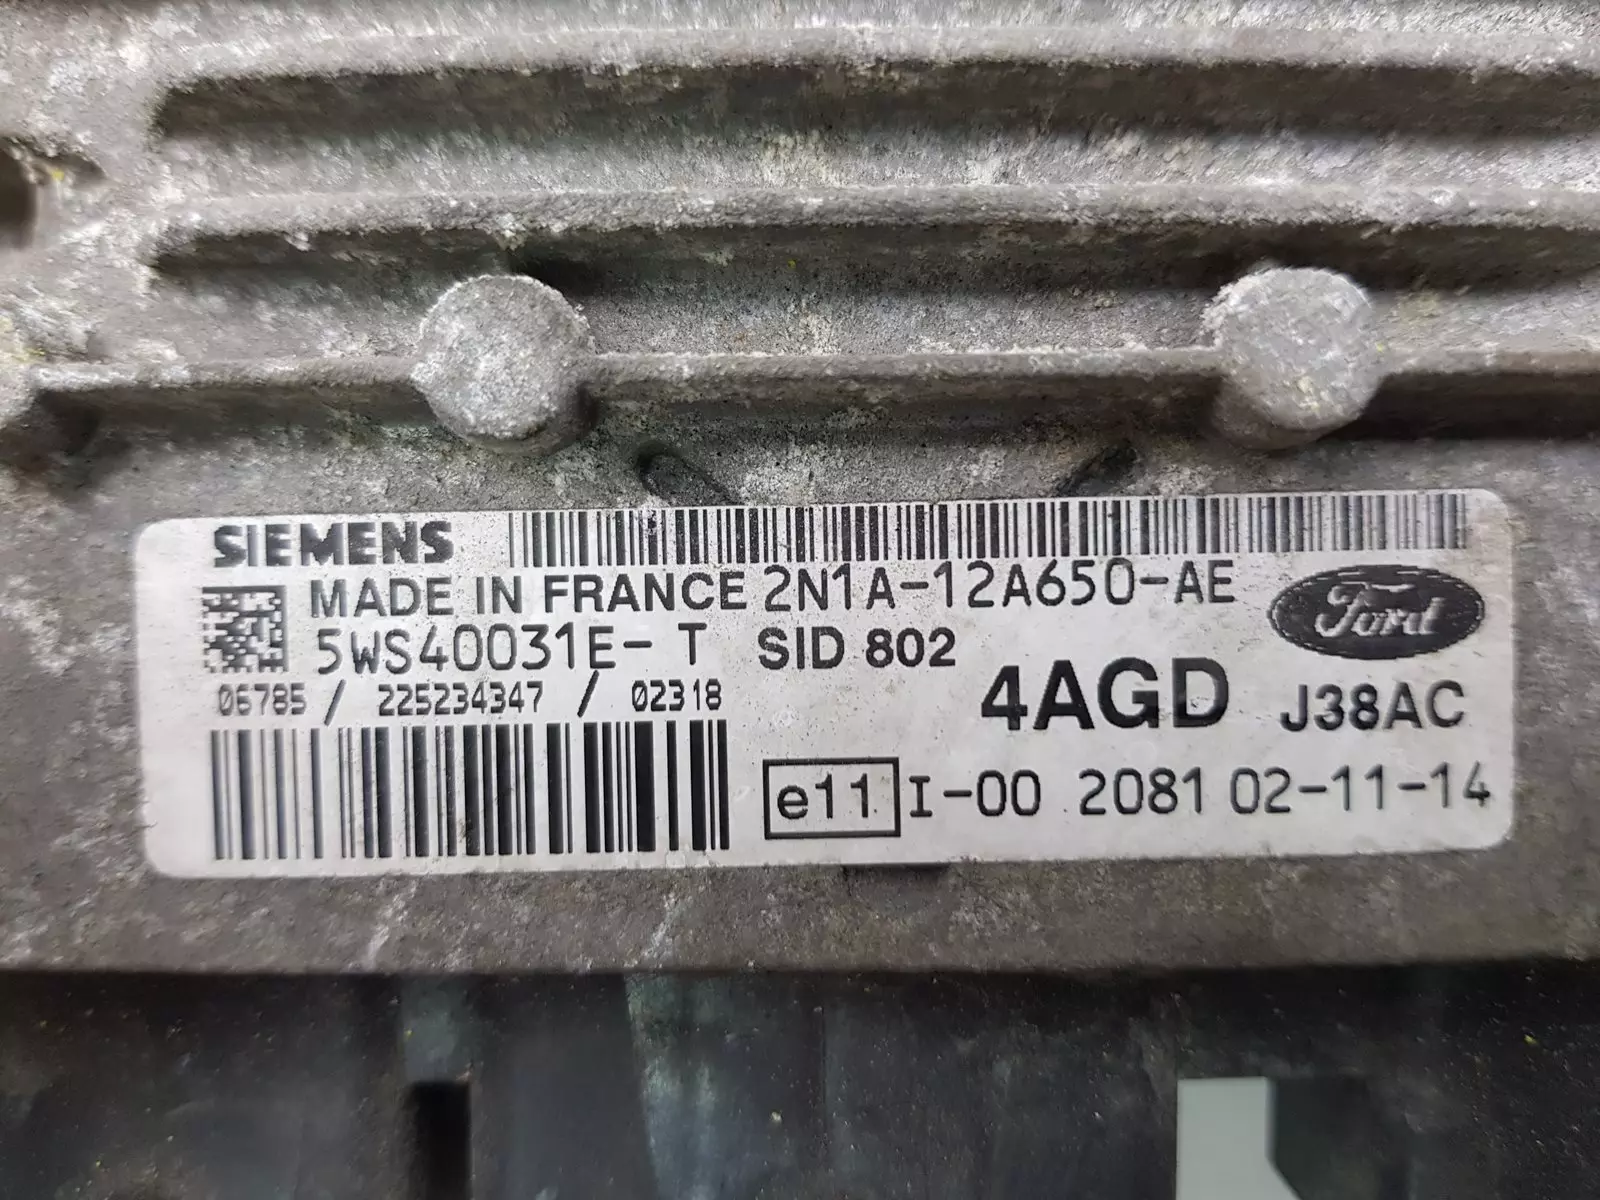 SIEMENS
MADE IN FRANCE 2N1A-12A650-AE
Ford
5WS40031E- T SID 802
06785 / 225234347 / 02318
4AGD J38AC
e11 I-00 2081 02-11-14